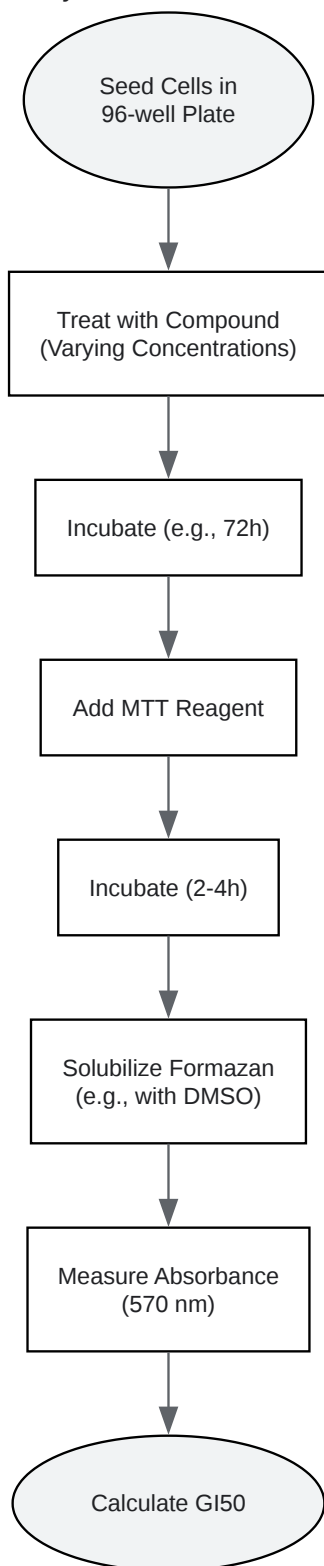 Seed Cells in
96-well Plate
Treat with Compound
(Varying Concentrations)
Incubate (e.g., 72h)
Add MTT Reagent
Incubate (2-4h)
Solubilize Formazan
(e.g., with DMSO)
Measure Absorbance
(570 nm)
Calculate GI50